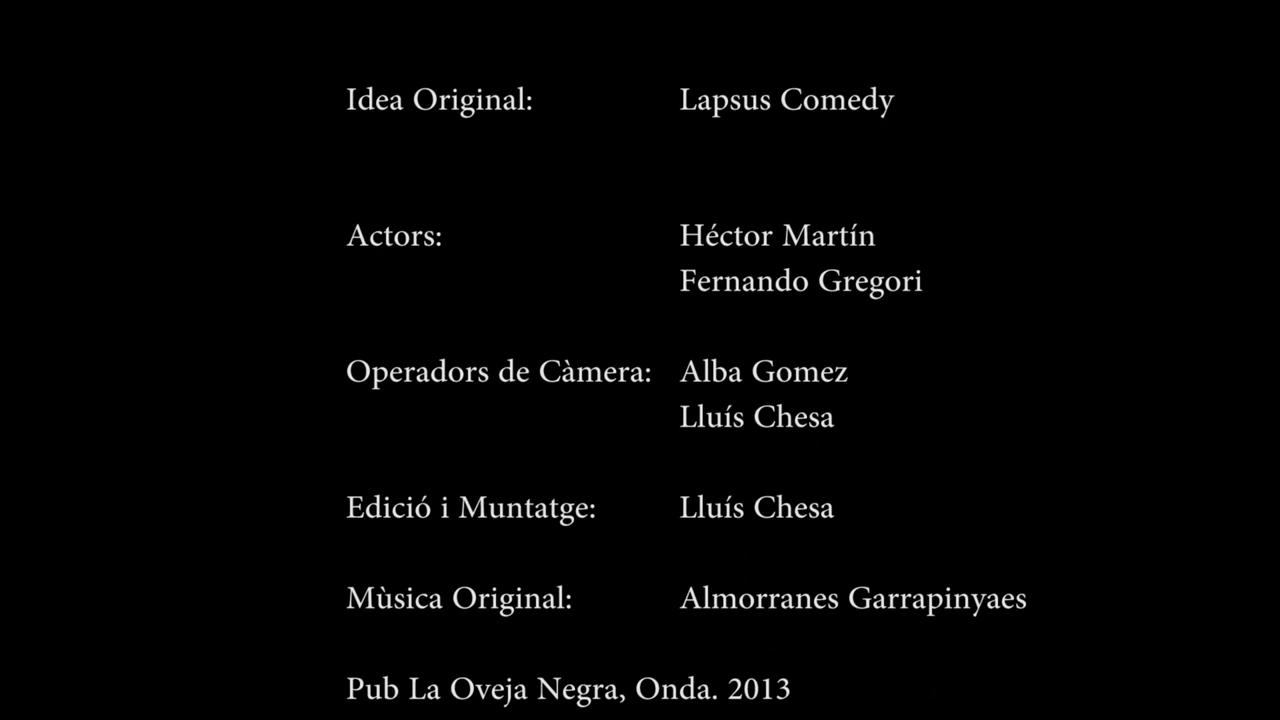 Idea Original: Lapsus Comedy
Actors: Héctor Martín
Fernando Gregori
Operadors de Càmera: Alba Gomez
Lluís Chesa
Edició i Muntatge: Lluís Chesa
Mùsica Original: Almorranes Garrapinyaes
Pub La Oveja Negra, Onda. 2013